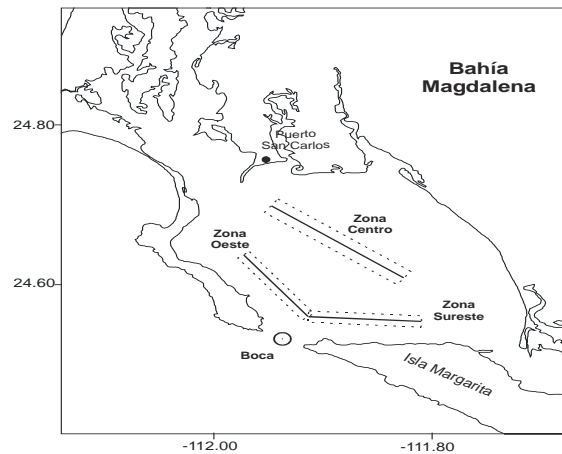 Bahía
Magdalena
24.80
Puerto
San Carlos
Zona
Centro
Zona
Oeste
24.60
Zona
Sureste
Boca
Isla Margarita
-112.00
-111.80